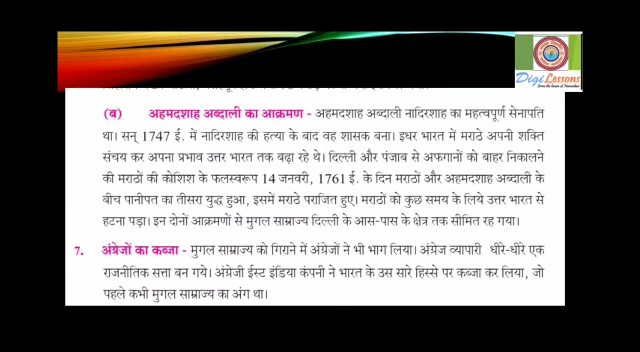 Digi Lessons
(ब) अहमदशाह अब्दाली का आक्रमण - अहमदशाह अब्दाली नादिरशाह का महत्वपूर्ण सेनापति
था। सन् 1747 ई. में नादिरशाह की हत्या के बाद वह शासक बना। इधर भारत में मराठे अपनी शक्ति
संचय कर अपना प्रभाव उत्तर भारत तक बढ़ा रहे थे। दिल्ली और पंजाब से अफगानों को बाहर निकालने
की मराठों की कोशिश के फलस्वरूप 14 जनवरी, 1761 ई. के दिन मराठों और अहमदशाह अब्दाली के
बीच पानीपत का तीसरा युद्ध हुआ, इसमें मराठे पराजित हुए। मराठों को कुछ समय के लिये उत्तर भारत से
हटना पड़ा। इन दोनों आक्रमणों से मुगल साम्राज्य दिल्ली के आस-पास के क्षेत्र तक सीमित रह गया।
7. अंग्रेजों का कब्जा - मुगल साम्राज्य को गिराने में अंग्रेजों ने भी भाग लिया। अंग्रेज व्यापारी धीरे-धीरे एक
राजनीतिक सत्ता बन गये। अंग्रेजी ईस्ट इंडिया कंपनी ने भारत के उस सारे हिस्से पर कब्जा कर लिया, जो
पहले कभी मुगल साम्राज्य का अंग था।